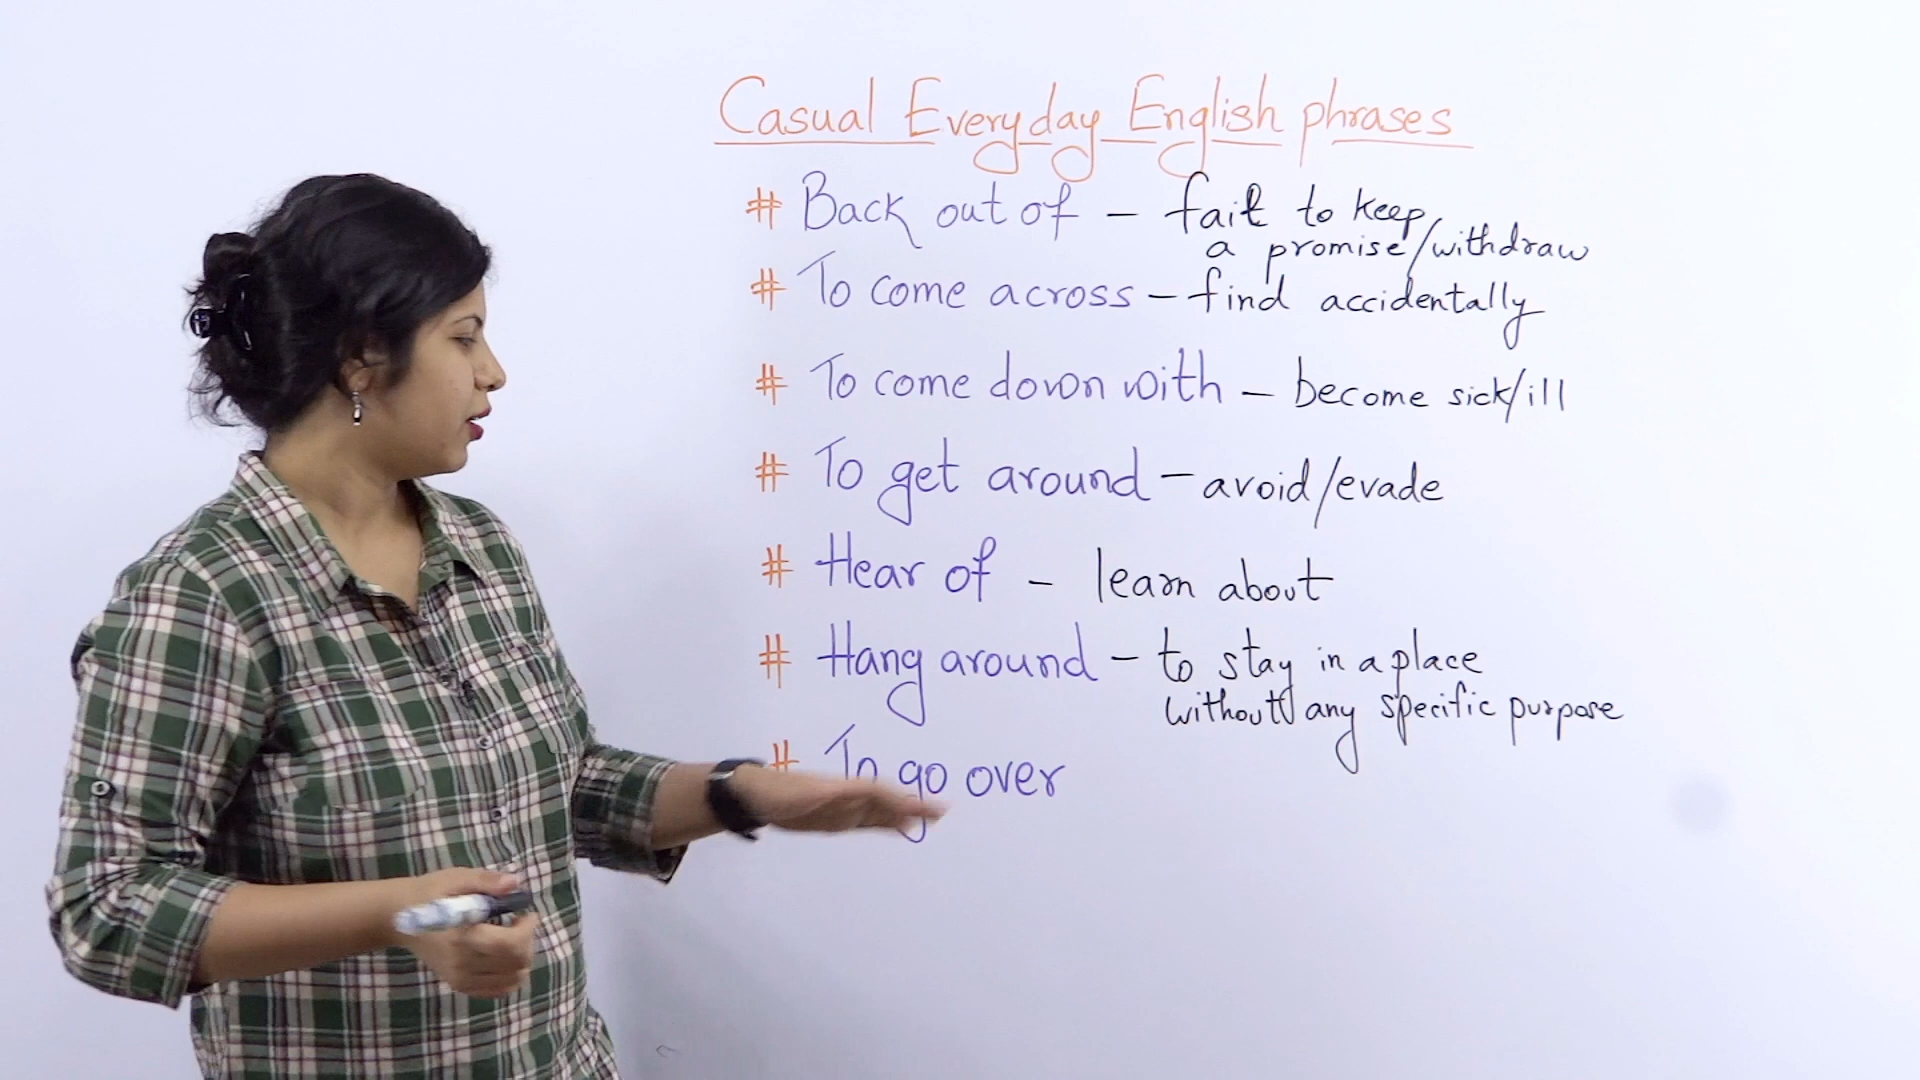 Casual Everyday English phrases
# Back out of – fail to keep
a promise/withdraw
# To come across – find accidentally
# To come down with – become sick/ill
# To get around – avoid/evade
# Hear of – learn about
# Hang around – to stay in a place
without any specific purpose
# To go over